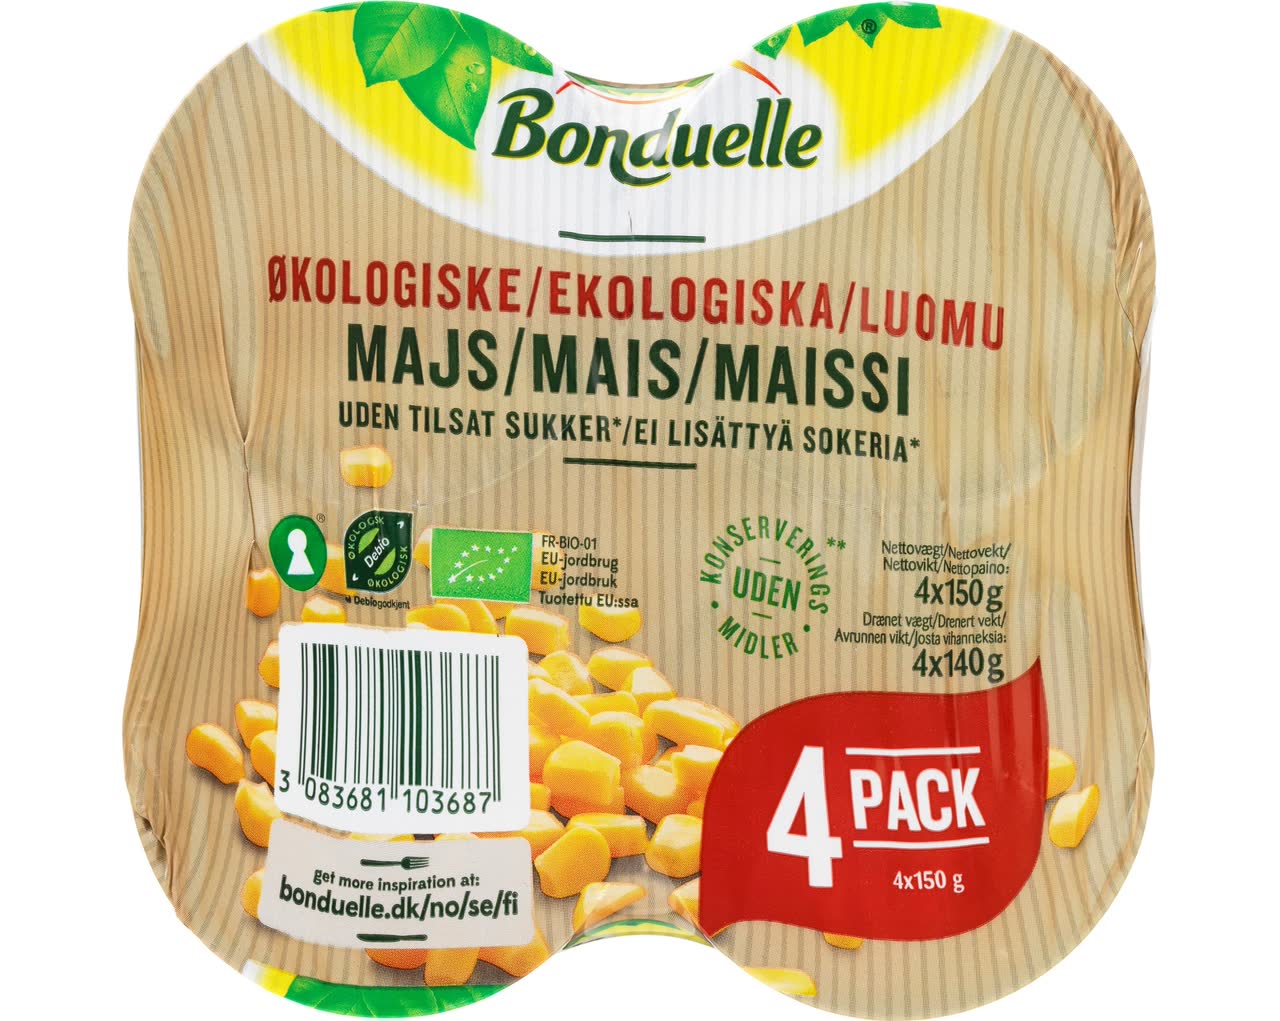 ®
Bonduelle
ØKOLOGISKE/EKOLOGISKA/LUOMU
MAJS/MAIS/MAISSI
UDEN TILSAT SUKKER*/EI LISÄTTYÄ SOKERIA*
®
ØKOLOGISK
Debio
ØKOLOGISK
Debiogodkjent
FR-BIO-01
EU-jordbrug
EU-jordbruk
Tuotettu EU:ssa
KONSERVERINGS**
UDEN
• MIDLER •
Nettovægt/Nettovekt/
Nettovikt/Nettopaino:
4x150g
Drænet vægt/Drenert vekt/
Avrunnen vikt/Josta vihanneksia:
4x140g
3 083681 103687
4 PACK
4x150 g
get more inspiration at:
bonduelle.dk/no/se/fi